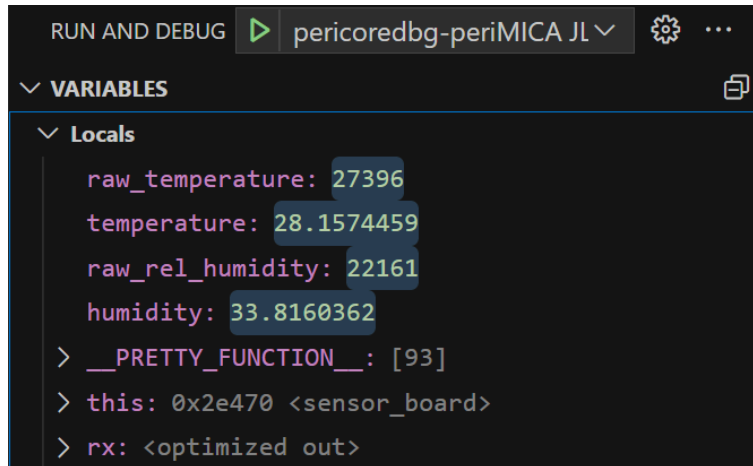 RUN AND DEBUG pericoredbg-periMICA JL
VARIABLES
Locals
raw_temperature: 27396
temperature: 28.1574459
raw_rel_humidity: 22161
humidity: 33.8160362
__PRETTY_FUNCTION__: [93]
this: 0x2e470 <sensor_board>
rx: <optimized out>